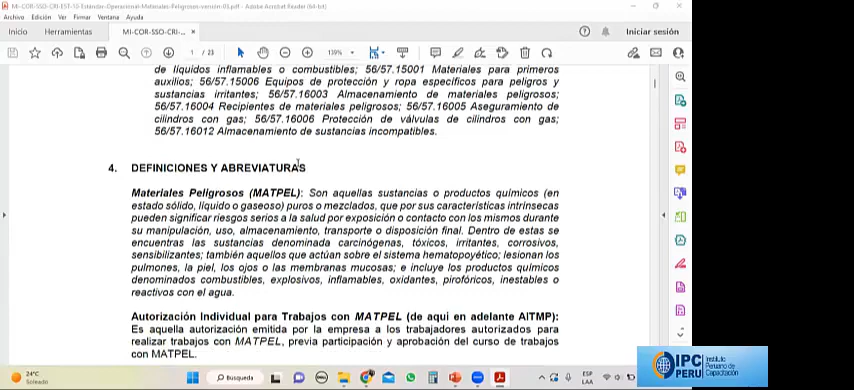 MI-COR-SSO-CRI-EST-10-Estándar-Operacional-Materiales-Peligrosos-versión-05.pdf - Adobe Acrobat Reader (64-bit)
Archivo Edición Ver Firmar Ventana Ayuda
Inicio Herramientas MI-COR-SSO-CRI-... × Iniciar sesión
1 / 23 139%
de líquidos inflamables o combustibles; 56/57.15001 Materiales para primeros
auxilios; 56/57.15006 Equipos de protección y ropa específicos para peligros y
sustancias irritantes; 56/57.16003 Almacenamiento de materiales peligrosos;
56/57.16004 Recipientes de materiales peligrosos; 56/57.16005 Aseguramiento de
cilindros con gas; 56/57.16006 Protección de válvulas de cilindros con gas;
56/57.16012 Almacenamiento de sustancias incompatibles.
4. DEFINICIONES Y ABREVIATURAS
Materiales Peligrosos (MATPEL): Son aquellas sustancias o productos químicos (en
estado sólido, líquido o gaseoso) puros o mezclados, que por sus características intrínsecas
pueden significar riesgos serios a la salud por exposición o contacto con los mismos durante
su manipulación, uso, almacenamiento, transporte o disposición final. Dentro de estas se
encuentras las sustancias denominada carcinógenas, tóxicos, irritantes, corrosivos,
sensibilizantes; también aquellos que actúan sobre el sistema hematopoyético; lesionan los
pulmones, la piel, los ojos o las membranas mucosas; e incluye los productos químicos
denominados combustibles, explosivos, inflamables, oxidantes, pirofóricos, inestables o
reactivos con el agua.
Autorización Individual para Trabajos con MATPEL (de aqui en adelante AITMP):
Es aquella autorización emitida por la empresa a los trabajadores autorizados para
realizar trabajos con MATPEL, previa participación y aprobación del curso de trabajos
con MATPEL.
24°C
Soleado
Búsqueda
ESP
LAA
IPC
PERU
Instituto
Peruano de
Capacitación